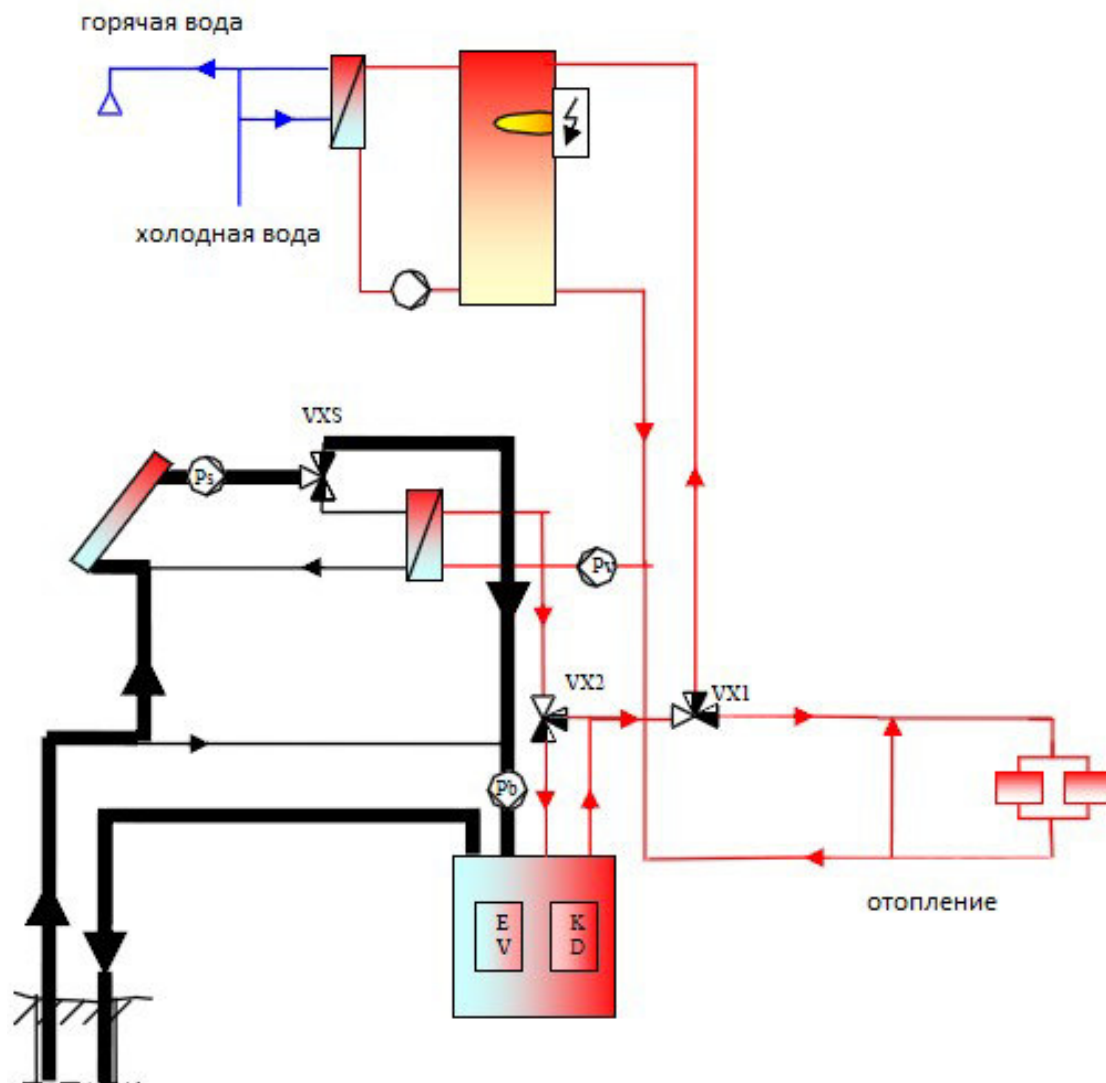 горячая вода
холодная вода
VXS
Ps
Pv
VX2
VX1
Pb
E
V
K
D
отопление